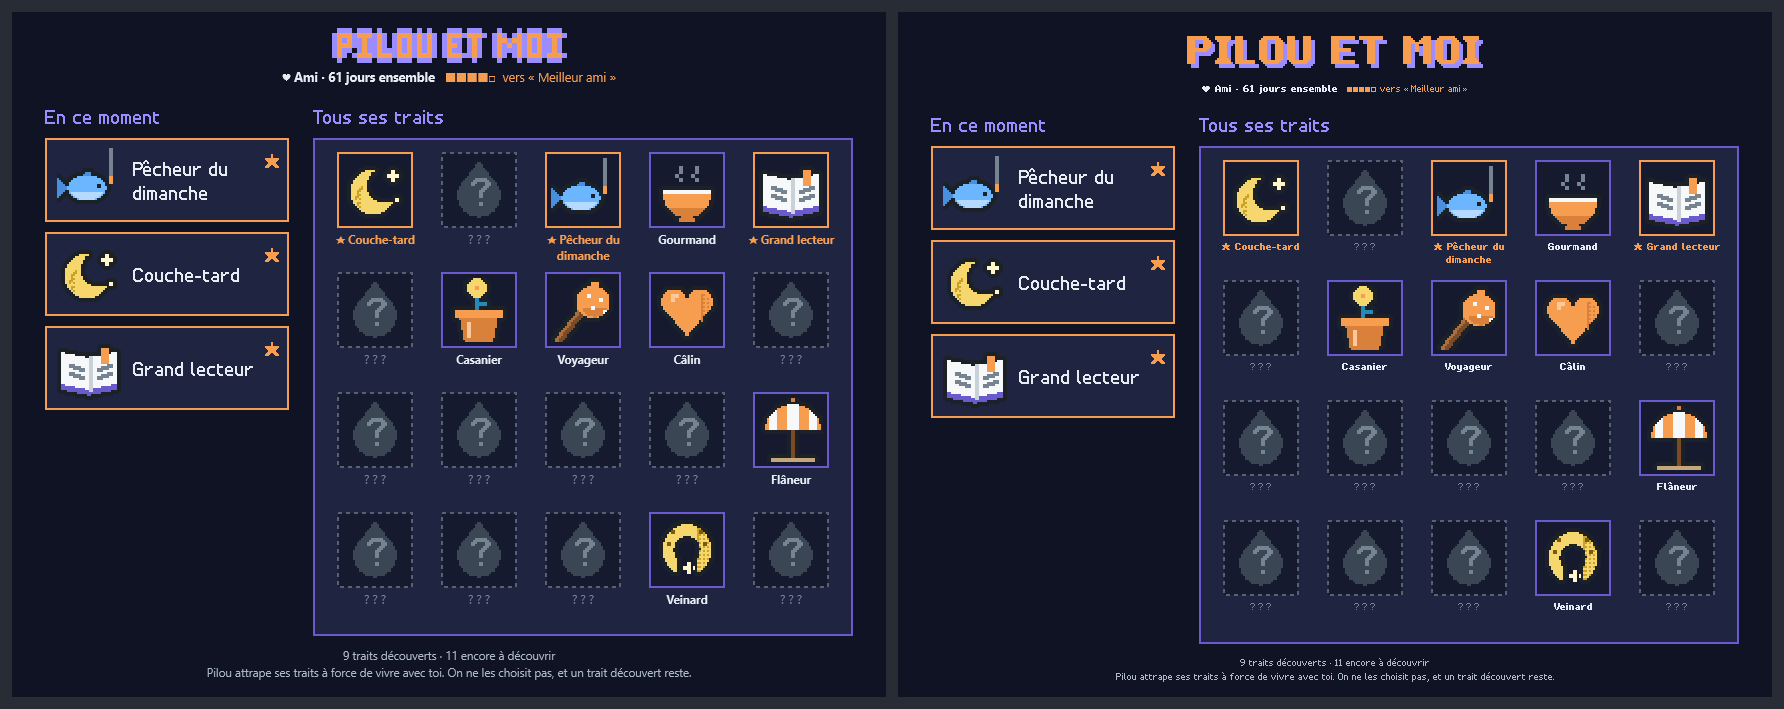 PILOU ET MOI
♥ Ami · 61 jours ensemble ■■■■□ vers « Meilleur ami »
En ce moment
Tous ses traits
Pêcheur du
dimanche
★
Couche-tard
★
Grand lecteur
★
? ? ? ? ?
★ Couche-tard ??? ★ Pêcheur du Gourmand ★ Grand lecteur
dimanche
? ?
??? Casanier Voyageur Câlin ???
? ? ? ?
??? ??? ??? ??? Flâneur
? ? ? ?
??? ??? ??? Veinard ???
9 traits découverts · 11 encore à découvrir
Pilou attrape ses traits à force de vivre avec toi. On ne les choisit pas, et un trait découvert reste.
PILOU ET MOI
♥ Ami · 61 jours ensemble ■■■■□ vers « Meilleur ami »
En ce moment
Tous ses traits
Pêcheur du
dimanche
★
Couche-tard
★
Grand lecteur
★
?
★ Couche-tard ??? ★ Pêcheur du Gourmand ★ Grand lecteur
dimanche
? ?
??? Casanier Voyageur Câlin ???
? ? ? ?
??? ??? ??? ??? Flâneur
? ? ? ?
??? ??? ??? Veinard ???
9 traits découverts · 11 encore à découvrir
Pilou attrape ses traits à force de vivre avec toi. On ne les choisit pas, et un trait découvert reste.